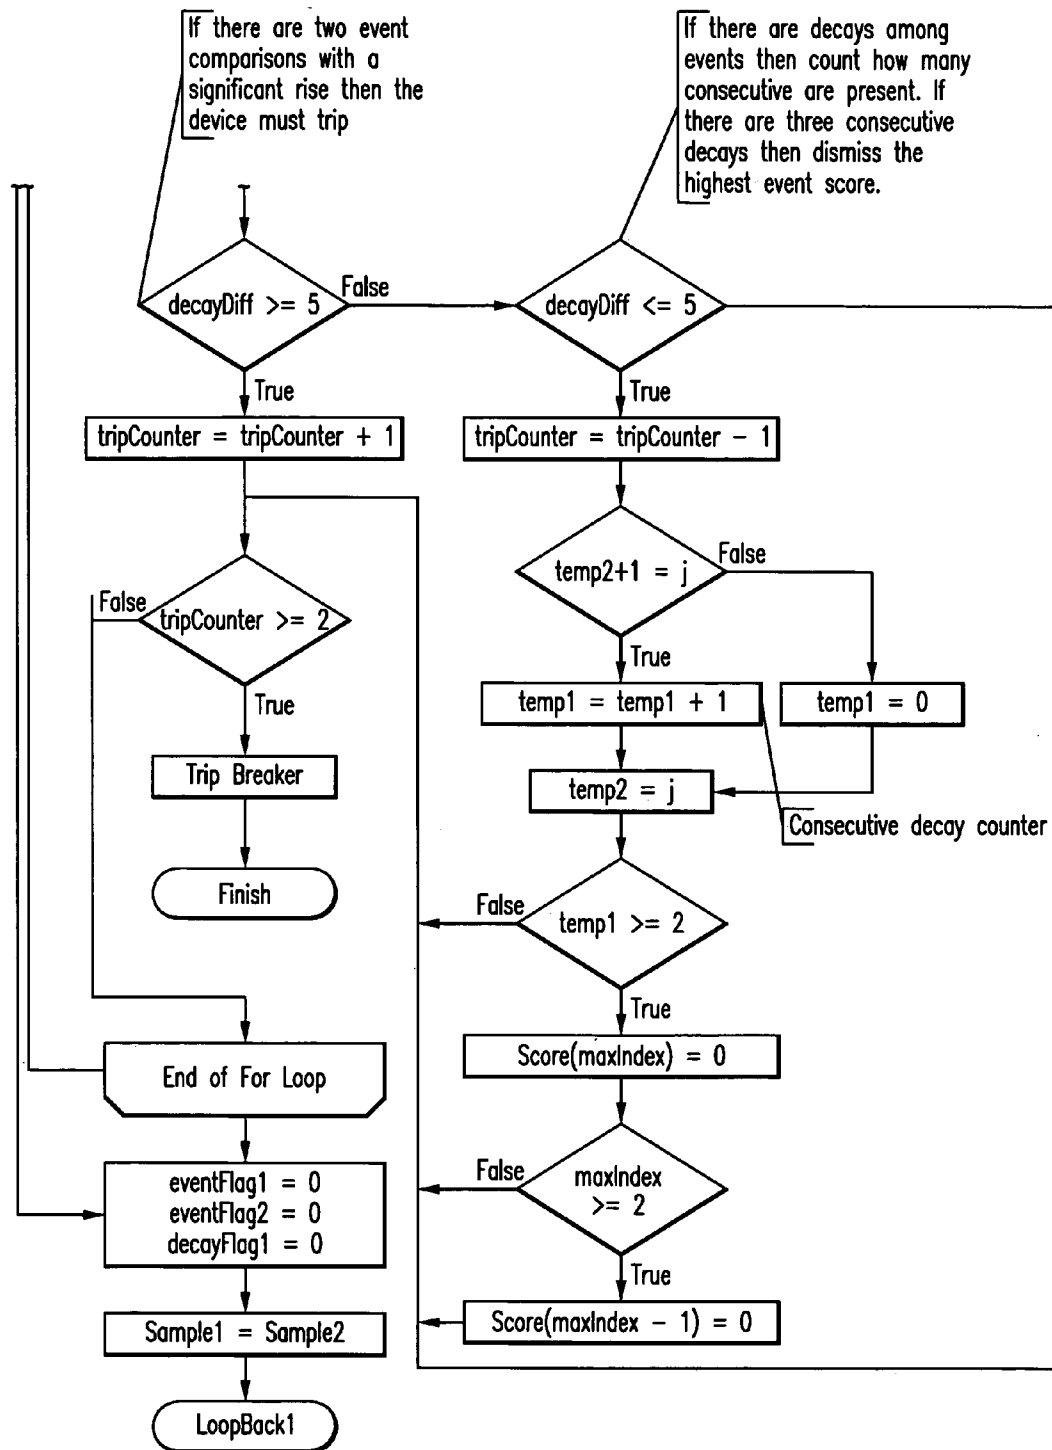 If there are two event
comparisons with a
significant rise then the
device must trip
If there are decays among
events then count how many
consecutive are present. If
there are three consecutive
decays then dismiss the
highest event score.
decayDiff >= 5
False
decayDiff <= 5
True
True
tripCounter = tripCounter + 1
tripCounter = tripCounter - 1
temp2+1 = j
False
False
tripCounter >= 2
True
True
temp1 = temp1 + 1
temp1 = 0
Trip Breaker
temp2 = j
Consecutive decay counter
Finish
False
temp1 >= 2
True
Score(maxIndex) = 0
End of For Loop
False
maxIndex
>= 2
eventFlag1 = 0
eventFlag2 = 0
decayFlag1 = 0
True
Sample1 = Sample2
Score(maxIndex - 1) = 0
LoopBack1